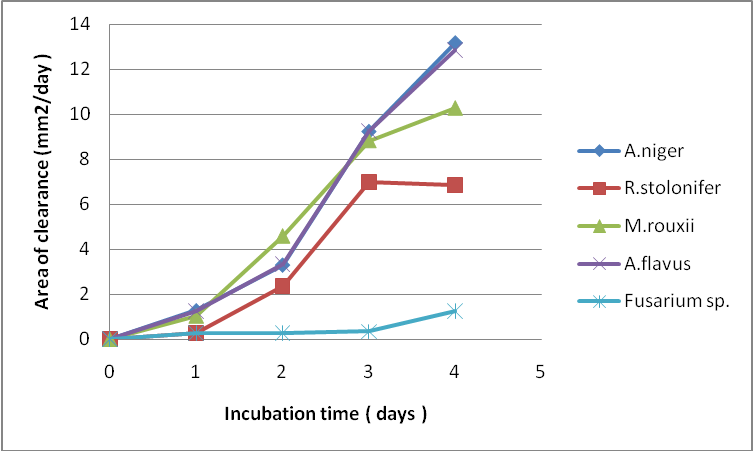 14
12
10
8
6
4
2
0
Area of clearance (mm2/day )
0 1 2 3 4 5
Incubation time ( days )
A.niger
R.stolonifer
M.rouxii
A.flavus
Fusarium sp.